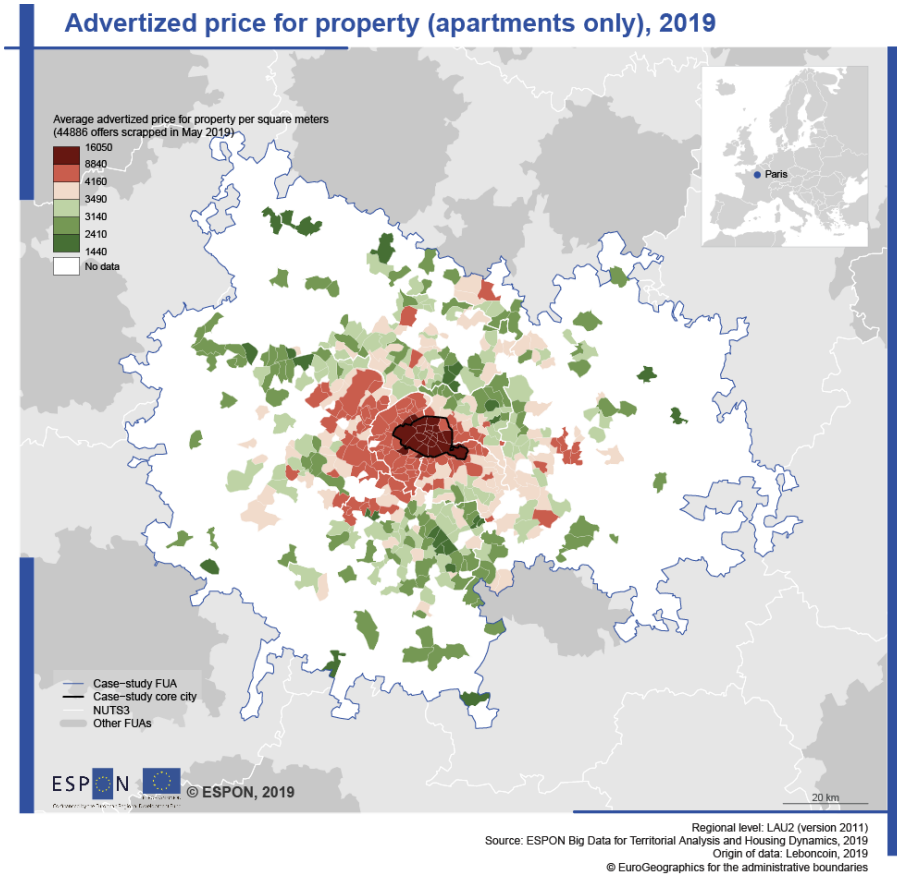 Advertized price for property (apartments only), 2019
Average advertized price for property per square meters
(44886 offers scrapped in May 2019)
16050
8840
4160
3490
3140
2410
1440
No data
Paris
Case-study FUA
Case-study core city
NUTS3
Other FUAs
ESPON
© ESPON, 2019
20 km
Regional level: LAU2 (version 2011)
Source: ESPON Big Data for Territorial Analysis and Housing Dynamics, 2019
Origin of data: Leboncoin, 2019
© EuroGeographics for the administrative boundaries